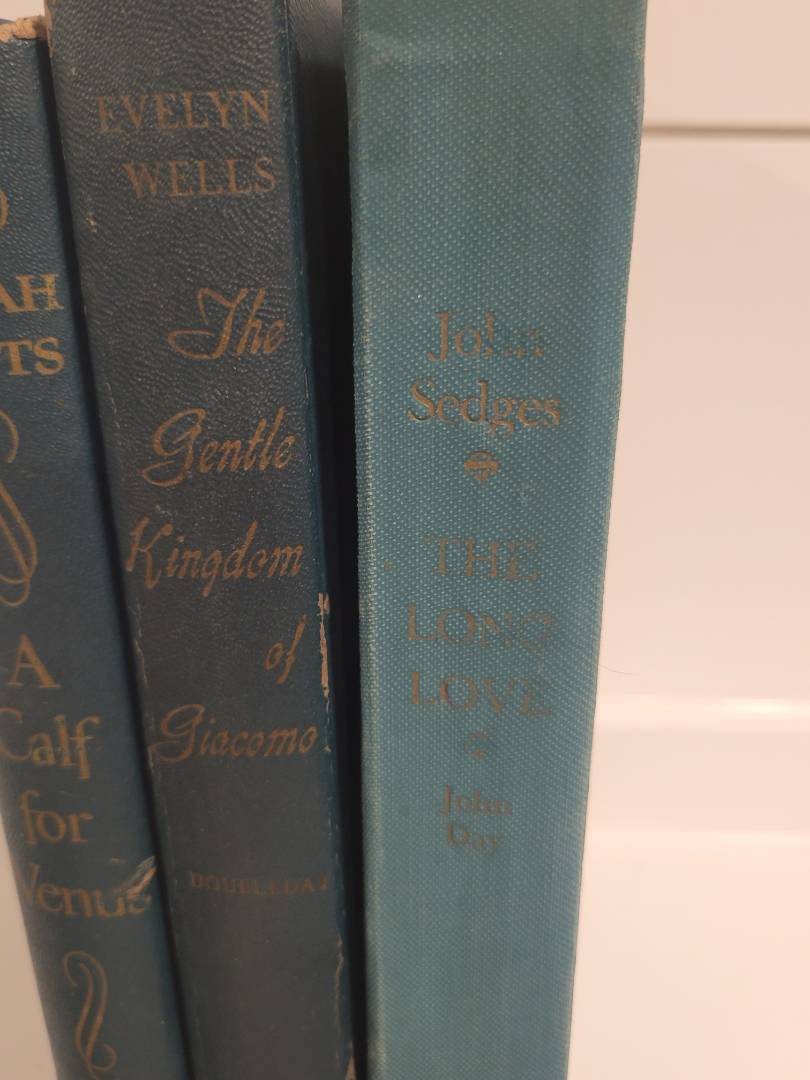 AH
TS
A
Calf
for
Venus
EVELYN
WELLS
The
Gentle
Kingdom
of
Giacomo
DOUBLEDAY
John
Sedges
THE
LONG
LOVE
John
Day